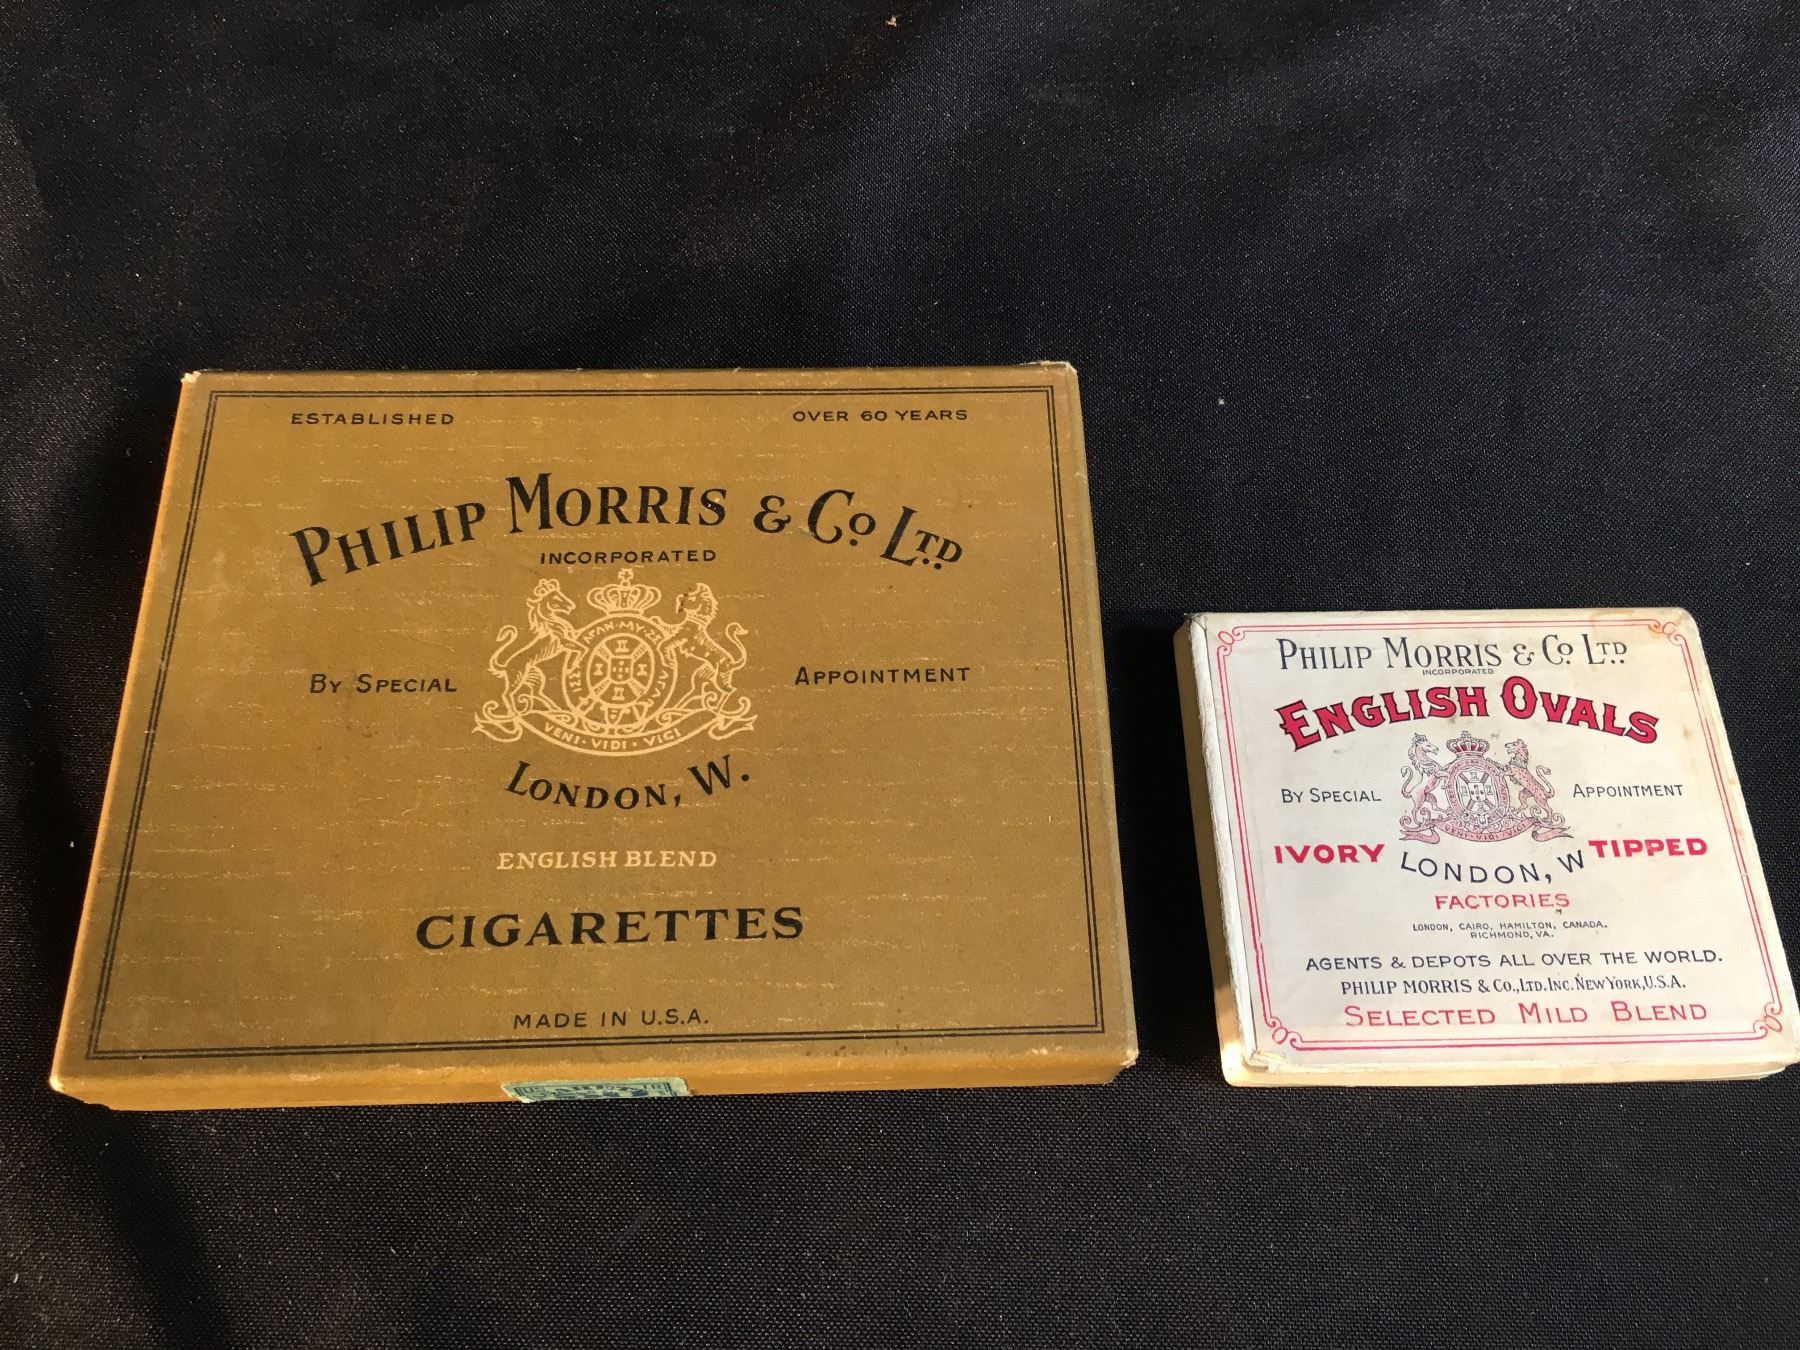 ESTABLISHED OVER 60 YEARS
PHILIP MORRIS & Co. LTD.
INCORPORATED
VENI · VIDI · VICI
BY SPECIAL APPOINTMENT
LONDON, W.
ENGLISH BLEND
CIGARETTES
MADE IN U.S.A.
PHILIP MORRIS & Co. LTD.
INCORPORATED
ENGLISH OVALS
BY SPECIAL APPOINTMENT
VENI · VIDI · VICI
IVORY TIPPED
LONDON, W
FACTORIES
LONDON, CAIRO, HAMILTON, CANADA.
RICHMOND, VA.
AGENTS & DEPOTS ALL OVER THE WORLD.
PHILIP MORRIS & Co., LTD. INC. NEW YORK, U.S.A.
SELECTED MILD BLEND